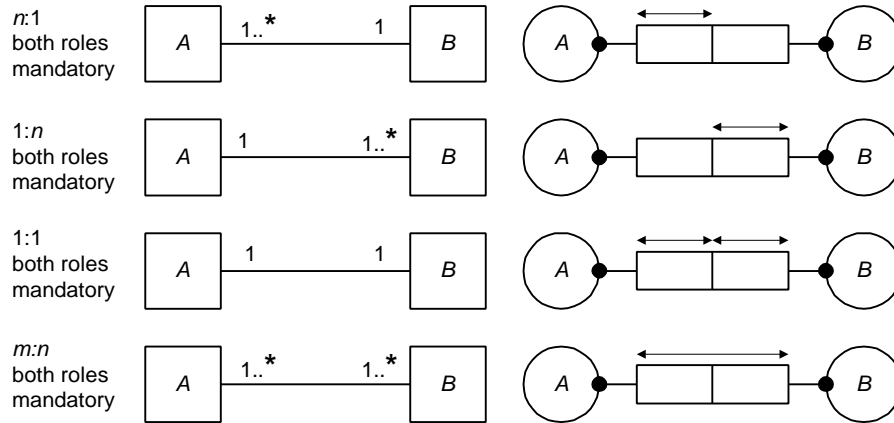 n:1
both roles
mandatory
A 1..* 1 B A B
1:n
both roles
mandatory
A 1 1..* B A B
1:1
both roles
mandatory
A 1 1 B A B
m:n
both roles
mandatory
A 1..* 1..* B A B